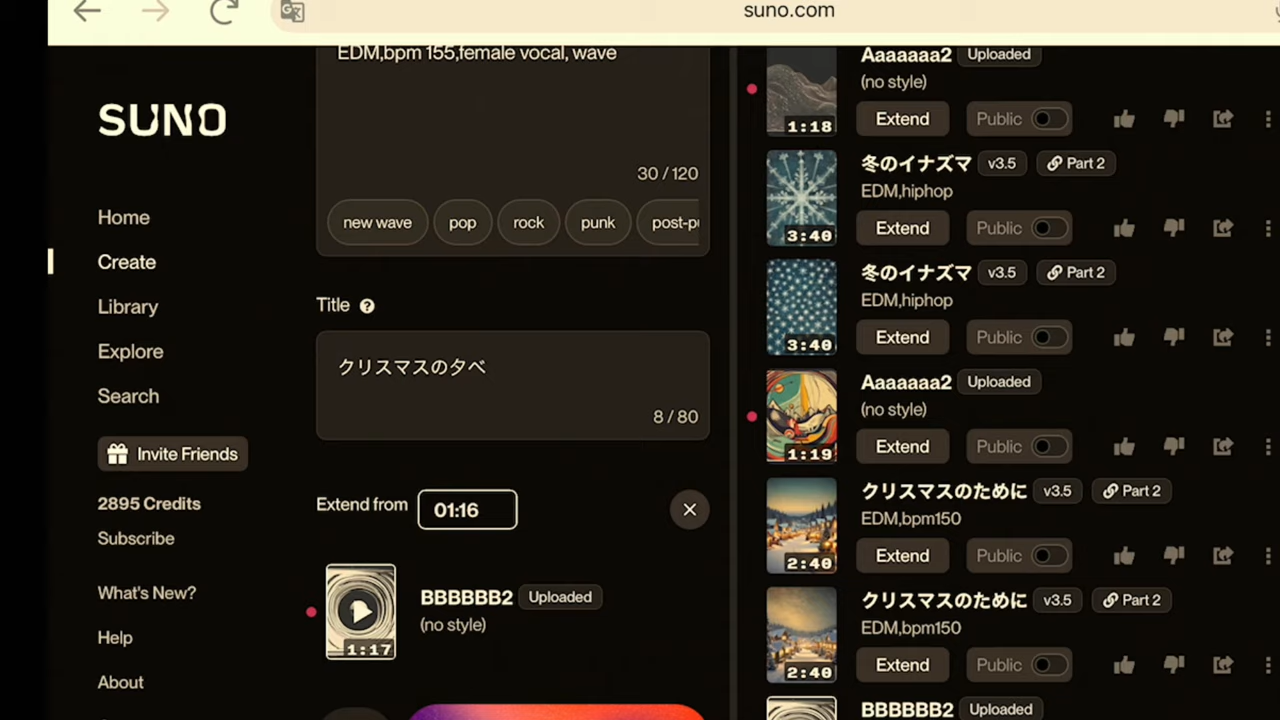 suno.com
SUNO
Home
Create
Library
Explore
Search
Invite Friends
2895 Credits
Subscribe
What's New?
Help
About
EDM,bpm 155,female vocal, wave
30 / 120
new wave
pop
rock
punk
Title
クリスマスの夕べ
8 / 80
Extend from 01:16
BBBBBB2 Uploaded
(no style)
1:17
Aaaaaaa2 Uploaded
(no style)
1:18
Extend Public
冬のイナズマ v3.5 Part 2
EDM,hiphop
3:40
Extend Public
冬のイナズマ v3.5 Part 2
EDM,hiphop
3:40
Extend Public
Aaaaaaa2 Uploaded
(no style)
1:19
Extend Public
クリスマスのために v3.5 Part 2
EDM,bpm150
2:40
Extend Public
クリスマスのために v3.5 Part 2
EDM,bpm150
2:40
Extend Public
BBBBBB2 Uploaded